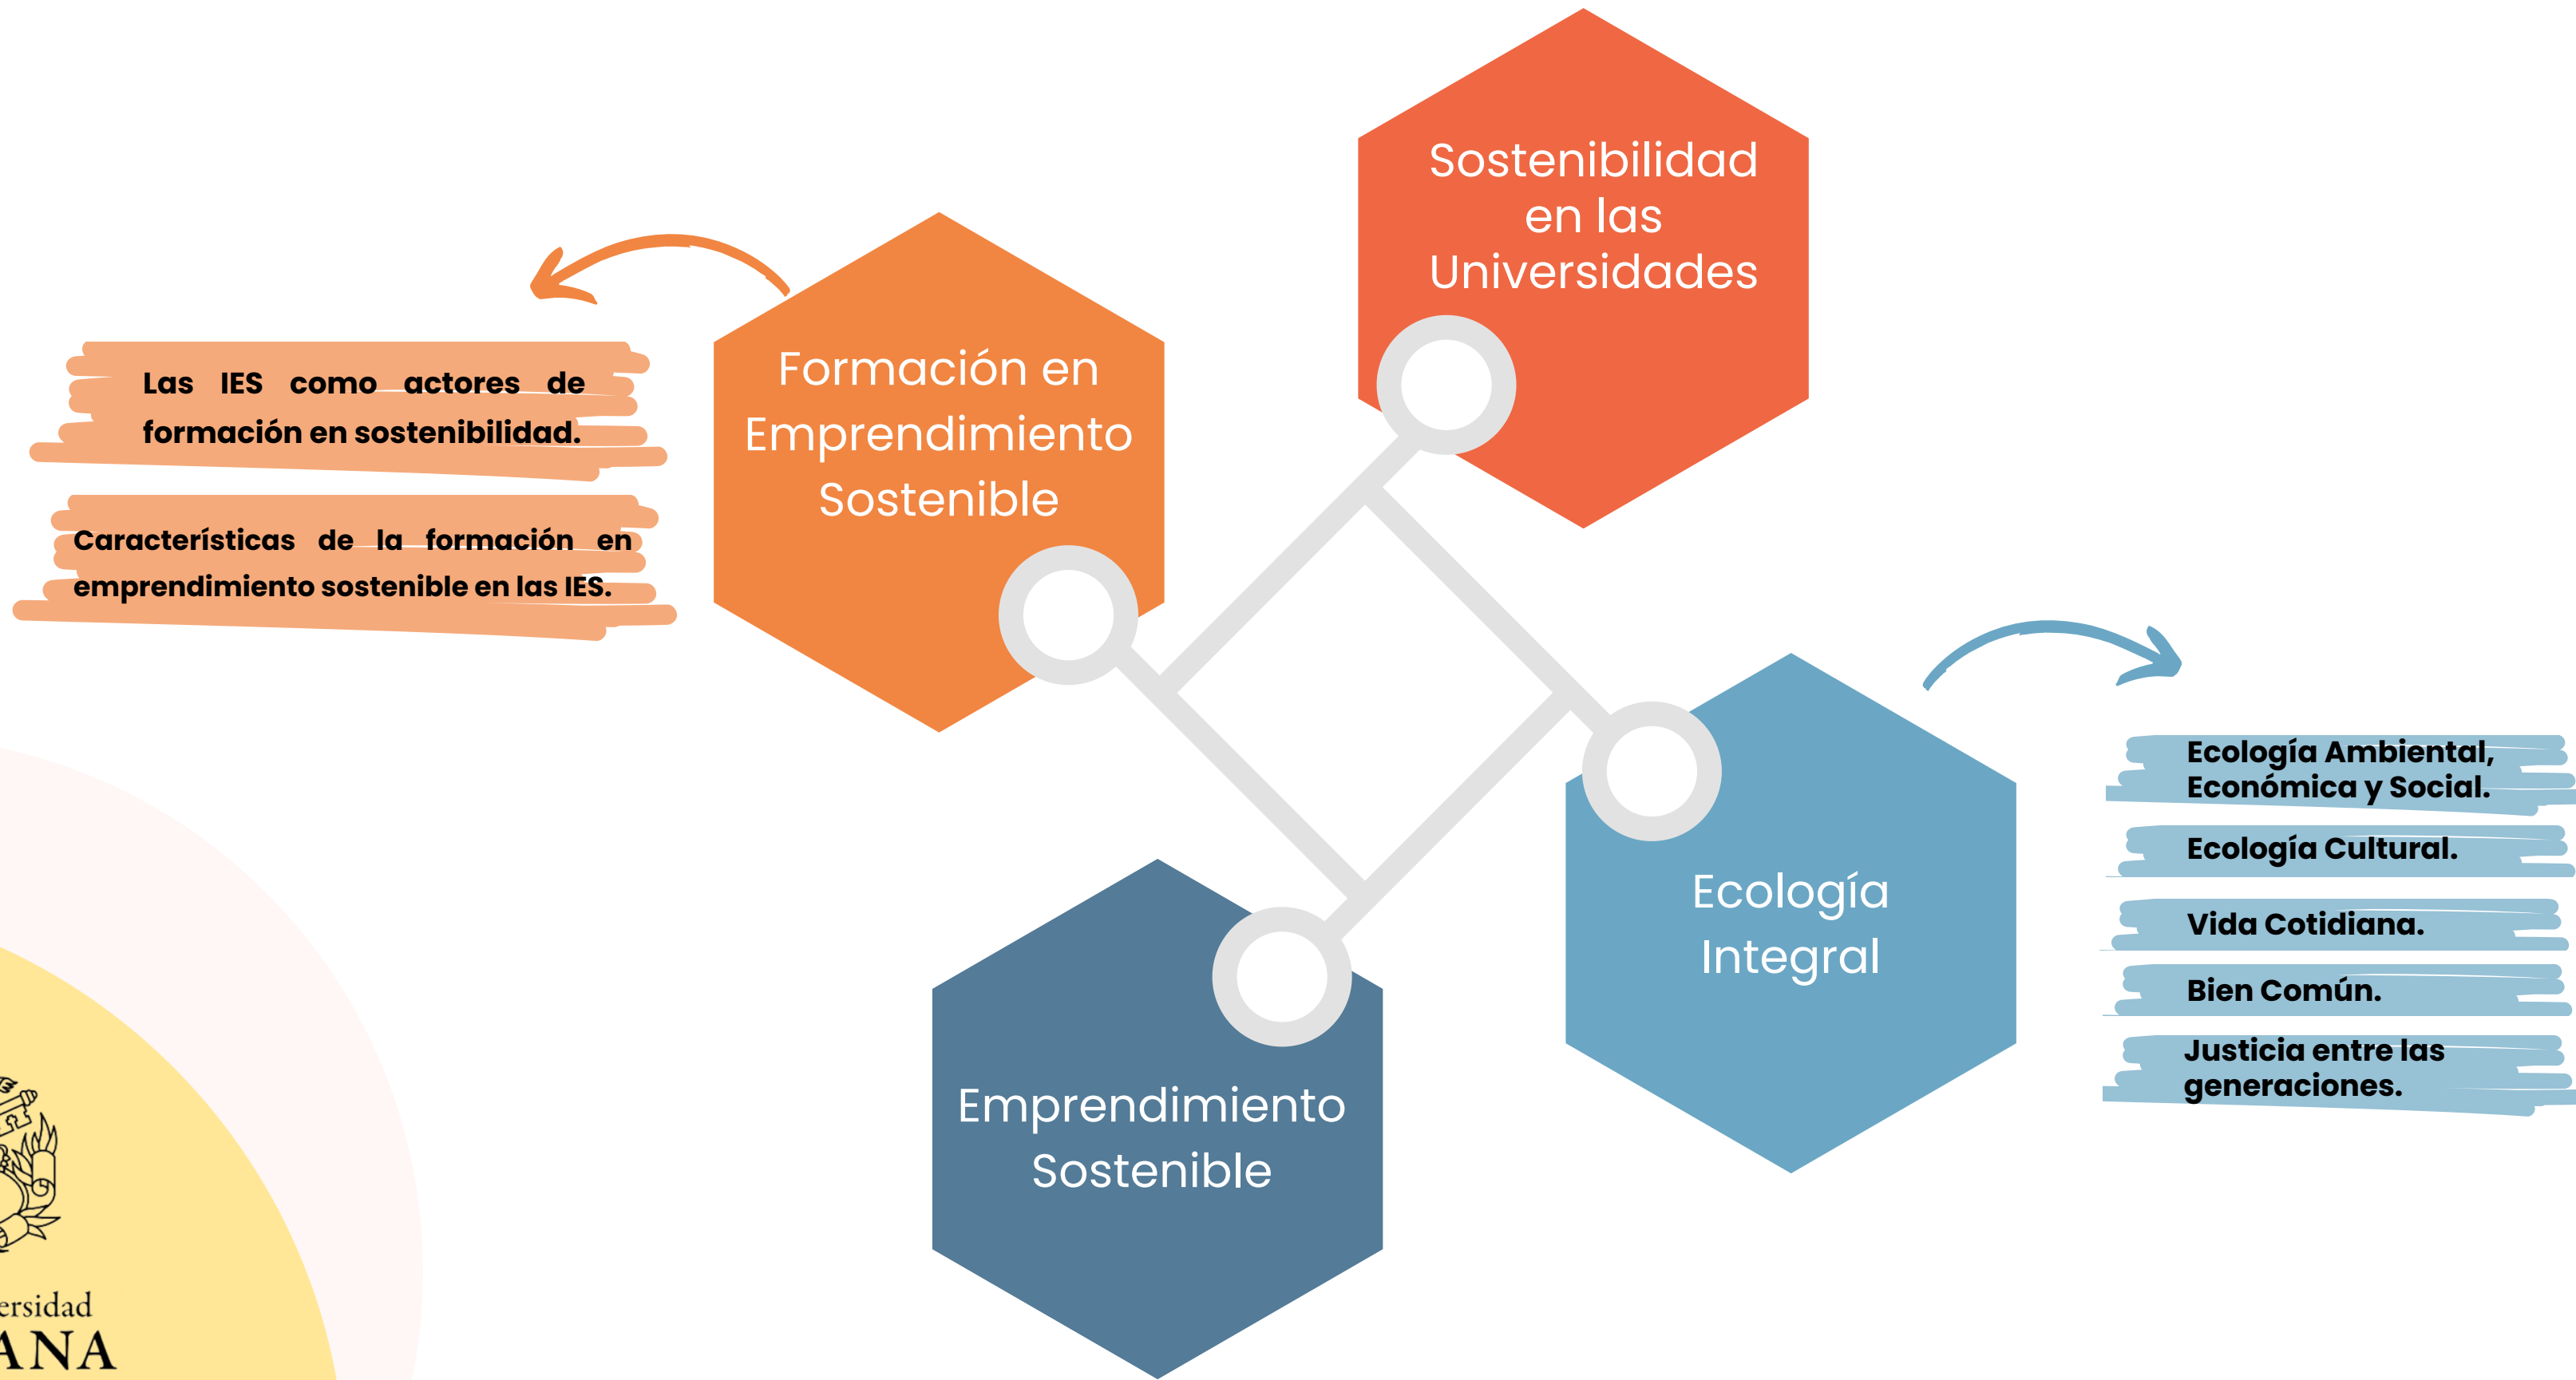 Sostenibilidad
en las
Universidades
Formación en
Emprendimiento
Sostenible
Las IES como actores de
formación en sostenibilidad.
Características de la formación en
emprendimiento sostenible en las IES.
Ecología
Integral
Ecología Ambiental,
Económica y Social.
Ecología Cultural.
Vida Cotidiana.
Bien Común.
Justicia entre las
generaciones.
Emprendimiento
Sostenible
ersidad
ANA